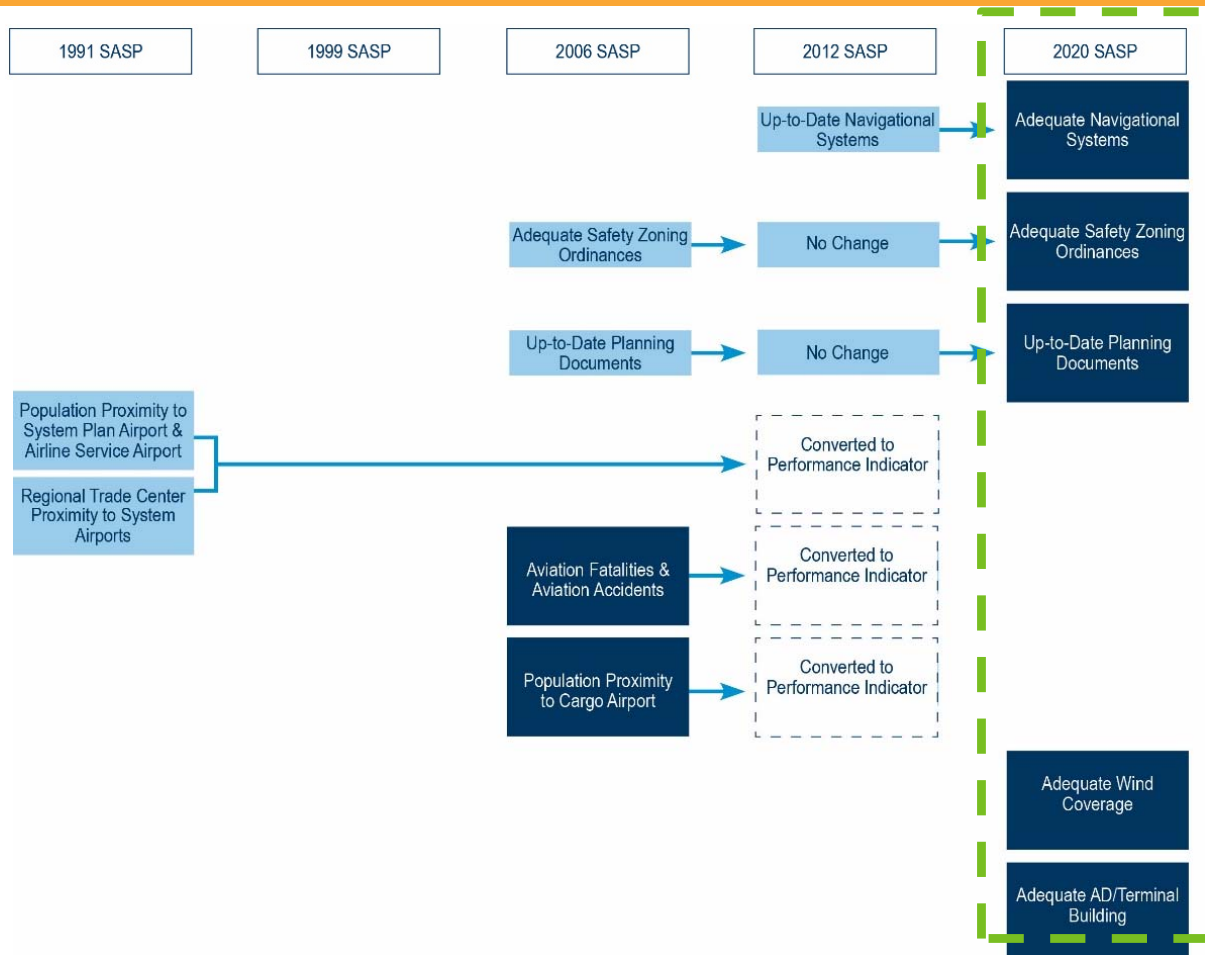 1991 SASP
1999 SASP
2006 SASP
2012 SASP
2020 SASP
Up-to-Date Navigational
Systems
Adequate Navigational
Systems
Adequate Safety Zoning
Ordinances
No Change
Adequate Safety Zoning
Ordinances
Up-to-Date Planning
Documents
No Change
Up-to-Date Planning
Documents
Population Proximity to
System Plan Airport &
Airline Service Airport
Regional Trade Center
Proximity to System
Airports
Converted to
Performance Indicator
Aviation Fatalities &
Aviation Accidents
Converted to
Performance Indicator
Population Proximity
to Cargo Airport
Converted to
Performance Indicator
Adequate Wind
Coverage
Adequate AD/Terminal
Building